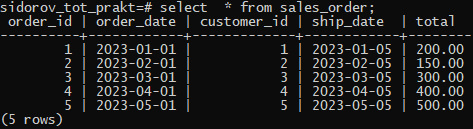 sidorov_tot_prakt=# select  * from sales_order;
 order_id | order_date | customer_id | ship_date  | total
----------+------------+-------------+------------+--------
        1 | 2023-01-01 |           1 | 2023-01-05 | 200.00
        2 | 2023-02-01 |           2 | 2023-02-05 | 150.00
        3 | 2023-03-01 |           3 | 2023-03-05 | 300.00
        4 | 2023-04-01 |           4 | 2023-04-05 | 400.00
        5 | 2023-05-01 |           5 | 2023-05-05 | 500.00
(5 rows)